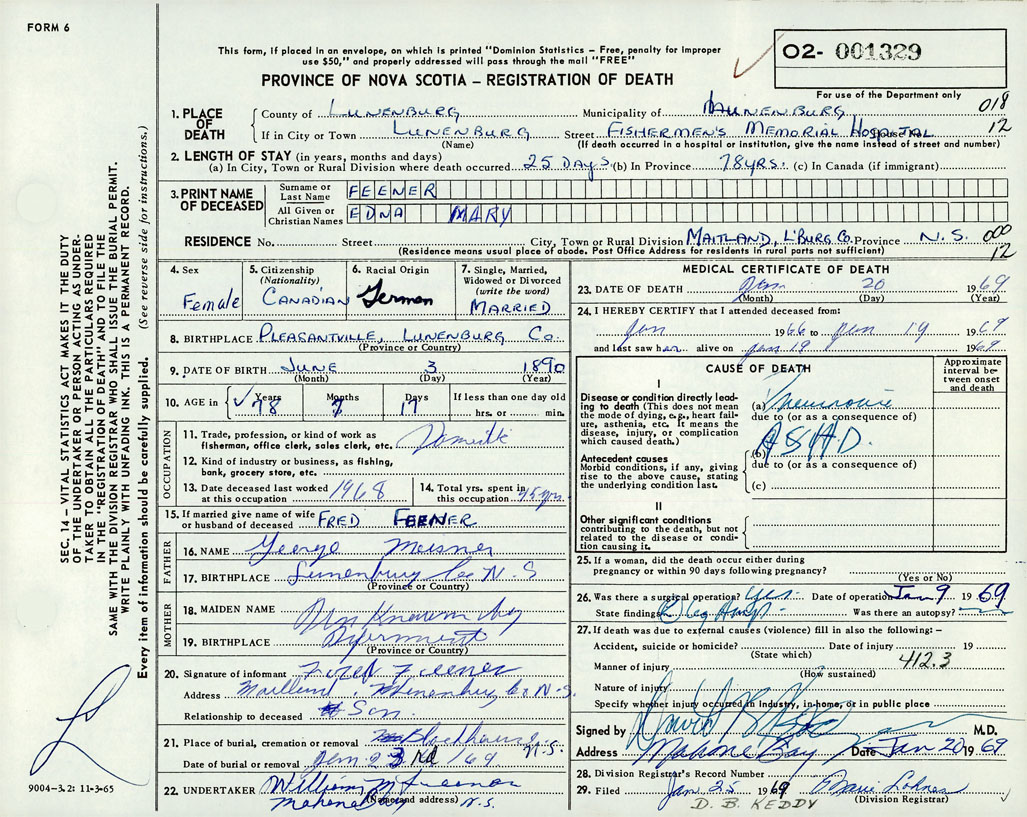 FORM 6
This form, if placed in an envelope, on which is printed "Dominion Statistics – Free, penalty for improper
use $50," and properly addressed will pass through the mail "FREE"
PROVINCE OF NOVA SCOTIA – REGISTRATION OF DEATH
O2- 001329
For use of the Department only
018
12
1. PLACE OF DEATH
County of LUNENBURG Municipality of LUNENBURG
If in City or Town LUNENBURG Street FISHERMEN'S MEMORIAL HOSPITAL
(Name) (If death occurred in a hospital or institution, give the name instead of street and number)
2. LENGTH OF STAY (in years, months and days)
(a) In City, Town or Rural Division where death occurred 25 DAYS (b) In Province 78 YRS. (c) In Canada (if immigrant)
3. PRINT NAME OF DECEASED
Surname or Last Name FEENER
All Given or Christian Names EDNA MARY
RESIDENCE No. Street City, Town or Rural Division MAITLAND, L'BURG CO. Province N.S. 000
(Residence means usual place of abode. Post Office Address for residents in rural parts not sufficient) 12
4. Sex Female
5. Citizenship (Nationality) CANADIAN
6. Racial Origin German
7. Single, Married, Widowed or Divorced (write the word) MARRIED
8. BIRTHPLACE PLEASANTVILLE, LUNENBURG Co
(Province or Country)
9. DATE OF BIRTH JUNE 3 1890
(Month) (Day) (Year)
10. AGE in Years 78 Months 7 Days 17 If less than one day old hrs. or min.
OCCUPATION
11. Trade, profession, or kind of work as fisherman, office clerk, sales clerk, etc. Domestic
12. Kind of industry or business, as fishing, bank, grocery store, etc.
13. Date deceased last worked at this occupation 1968
14. Total yrs. spent in this occupation 45 yrs.
15. If married give name of wife or husband of deceased FRED FEENER
FATHER
16. NAME George Meisner
17. BIRTHPLACE Lunenburg Co N.S
(Province or Country)
MOTHER
18. MAIDEN NAME Un Known by
19. BIRTHPLACE
(Province or Country)
20. Signature of informant Feener
Address Maitland, Lunenburg Co N.S.
Relationship to deceased Son.
21. Place of burial, cremation or removal Blockhouse N.S.
Date of burial or removal Jan 23 Rd /69
22. UNDERTAKER William M Feener
(Name and address) Mahone Bay N.S.
MEDICAL CERTIFICATE OF DEATH
23. DATE OF DEATH Jan 20 1969
(Month) (Day) (Year)
24. I HEREBY CERTIFY that I attended deceased from:
Jan 1966 to Jan 19 1969
and last saw her alive on Jan 19 1969
CAUSE OF DEATH
Approximate interval between onset and death
I
Disease or condition directly leading to death (This does not mean the mode of dying, e.g., heart failure, asthenia, etc. It means the disease, injury, or complication which caused death.)
(a) Pneumonia
due to (or as a consequence of)
Antecedent causes
Morbid conditions, if any, giving rise to the above cause, stating the underlying condition last.
(b) ASHD.
due to (or as a consequence of)
(c)
II
Other significant conditions
contributing to the death, but not related to the disease or condition causing it.
25. If a woman, did the death occur either during pregnancy or within 90 days following pregnancy?
(Yes or No)
26. Was there a surgical operation? Yes Date of operation Jan 9 1969
State findings Was there an autopsy?
27. If death was due to external causes (violence) fill in also the following: –
Accident, suicide or homicide? Date of injury 19
(State which) 412.3
Manner of injury
(How sustained)
Nature of injury
Specify whether injury occurred in industry, in home, or in public place
Signed by David M.D.
Address Mahone Bay Date Jan 20 1969
28. Division Registrar's Record Number
29. Filed Jan. 25 1969 Marie Lohnes
D. B. KEDDY (Division Registrar)
SEC. 14 – VITAL STATISTICS ACT MAKES IT THE DUTY
OF THE UNDERTAKER OR PERSON ACTING AS UNDER-
TAKER TO OBTAIN ALL THE PARTICULARS REQUIRED
IN THE "REGISTRATION OF DEATH" AND TO FILE THE
SAME WITH THE DIVISION REGISTRAR WHO SHALL ISSUE THE BURIAL PERMIT.
WRITE PLAINLY WITH UNFADING INK. THIS IS A PERMANENT RECORD.
Every item of information should be carefully supplied. (See reverse side for instructions.)
9004-3.2: 11-3-65